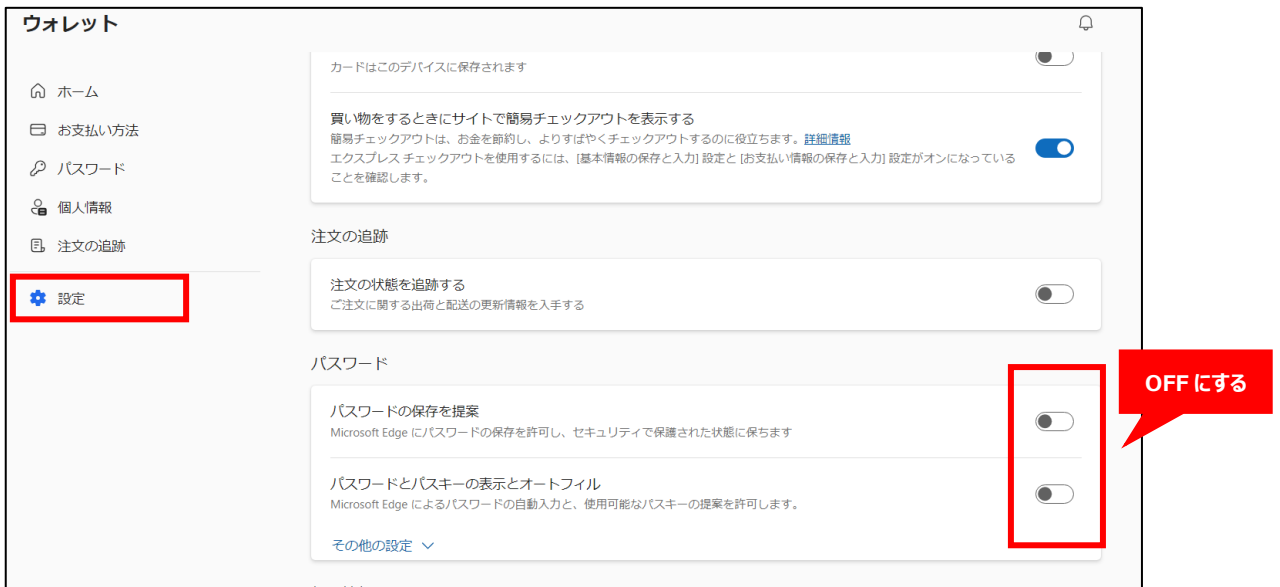 ウォレット
ホーム
お支払い方法
パスワード
個人情報
注文の追跡
設定
カードはこのデバイスに保存されます
買い物をするときにサイトで簡易チェックアウトを表示する
簡易チェックアウトは、お金を節約し、よりすばやくチェックアウトするのに役立ちます。詳細情報
エクスプレス チェックアウトを使用するには、[基本情報の保存と入力] 設定と [お支払い情報の保存と入力] 設定がオンになっている
ことを確認します。
注文の追跡
注文の状態を追跡する
ご注文に関する出荷と配送の更新情報を入手する
パスワード
パスワードの保存を提案
Microsoft Edge にパスワードの保存を許可し、セキュリティで保護された状態に保ちます
パスワードとパスキーの表示とオートフィル
Microsoft Edge によるパスワードの自動入力と、使用可能なパスキーの提案を許可します。
その他の設定
OFF にする